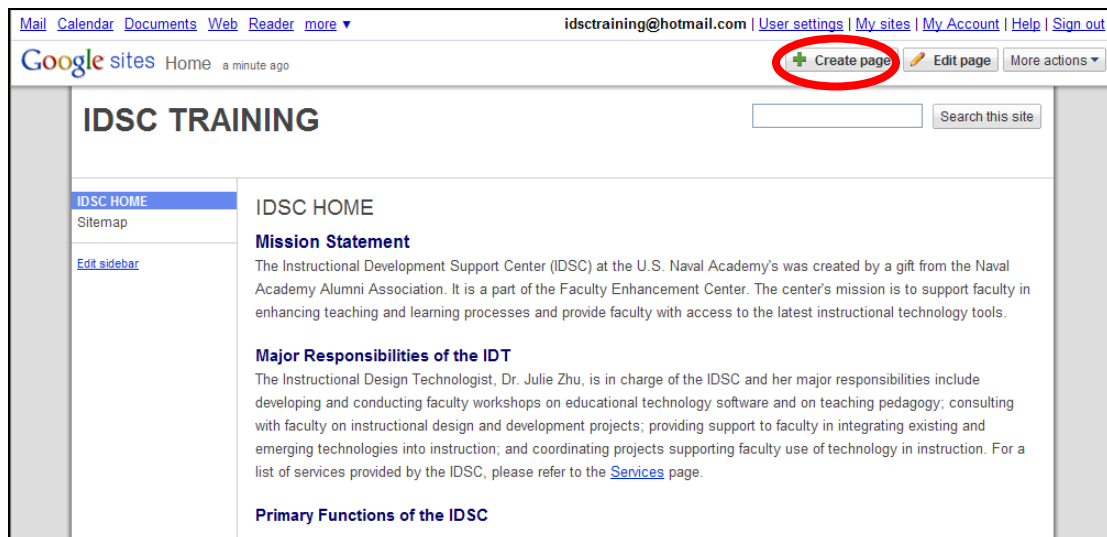 Mail Calendar Documents Web Reader more ▼ idsctraining@hotmail.com | User settings | My sites | My Account | Help | Sign out
Google sites Home a minute ago Create page Edit page More actions ▼
IDSC TRAINING Search this site
IDSC HOME
Sitemap
Edit sidebar
IDSC HOME
Mission Statement
The Instructional Development Support Center (IDSC) at the U.S. Naval Academy's was created by a gift from the Naval
Academy Alumni Association. It is a part of the Faculty Enhancement Center. The center's mission is to support faculty in
enhancing teaching and learning processes and provide faculty with access to the latest instructional technology tools.
Major Responsibilities of the IDT
The Instructional Design Technologist, Dr. Julie Zhu, is in charge of the IDSC and her major responsibilities include
developing and conducting faculty workshops on educational technology software and on teaching pedagogy; consulting
with faculty on instructional design and development projects; providing support to faculty in integrating existing and
emerging technologies into instruction; and coordinating projects supporting faculty use of technology in instruction. For a
list of services provided by the IDSC, please refer to the Services page.
Primary Functions of the IDSC